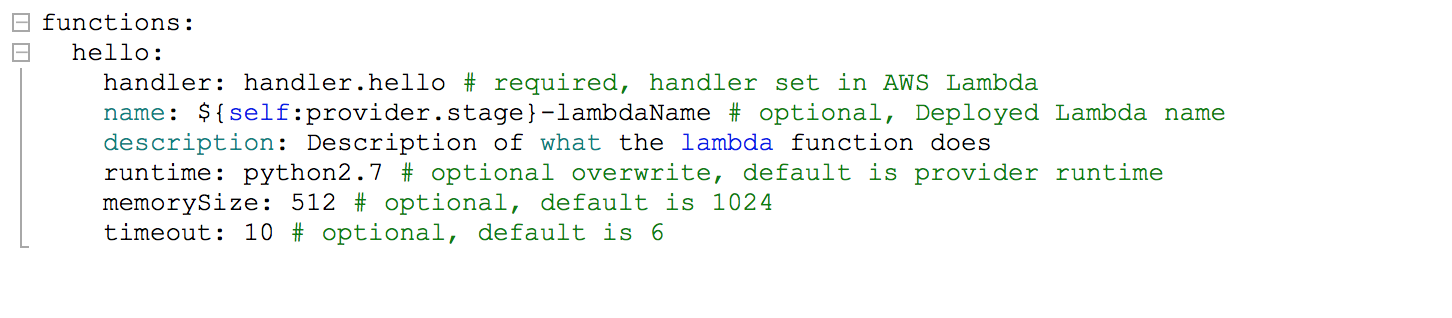 functions:
hello:
handler: handler.hello # required, handler set in AWS Lambda
name: ${self:provider.stage}-lambdaName # optional, Deployed Lambda name
description: Description of what the lambda function does
runtime: python2.7 # optional overwrite, default is provider runtime
memorySize: 512 # optional, default is 1024
timeout: 10 # optional, default is 6